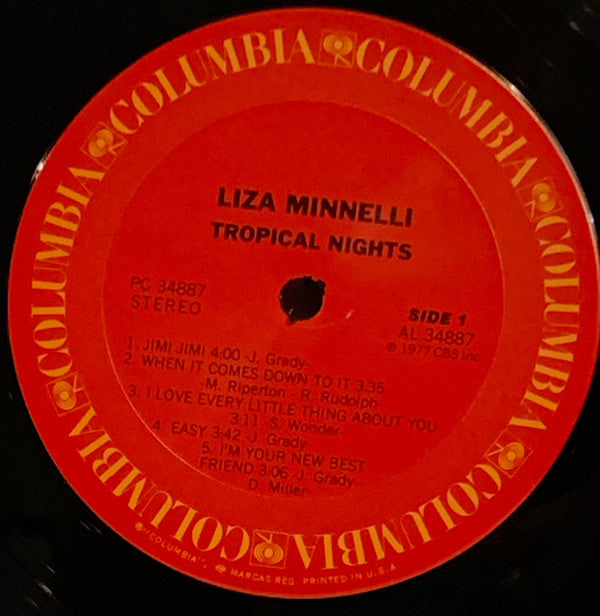 COLUMBIA COLUMBIA COLUMBIA COLUMBIA COLUMBIA COLUMBIA
LIZA MINNELLI
TROPICAL NIGHTS
PC 34887
STEREO
SIDE 1
AL 34887
℗ 1977 CBS Inc.
1. JIMI JIMI 4:00 -J. Grady-
2. WHEN IT COMES DOWN TO IT 3:35
-M. Riperton - R. Rudolph-
3. I LOVE EVERY LITTLE THING ABOUT YOU
3:11 -S. Wonder-
4. EASY 3:42 -J. Grady-
5. I'M YOUR NEW BEST
FRIEND 3:06 -J. Grady
D. Miller-
® "COLUMBIA", MARCAS REG. PRINTED IN U.S.A.